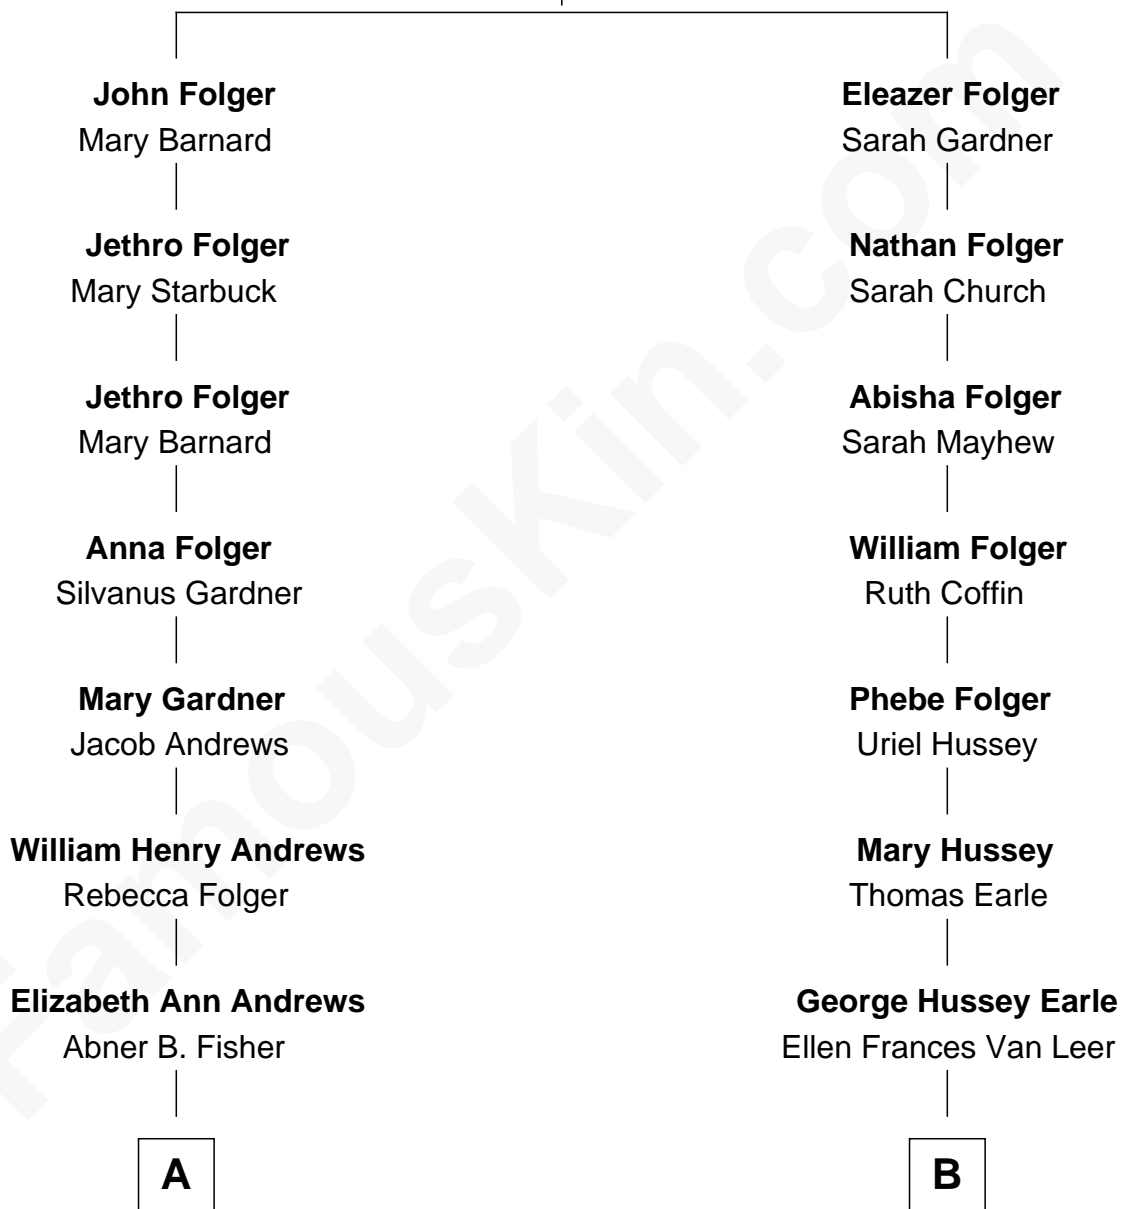 John Folger
Mary Barnard
Jethro Folger
Mary Starbuck
Jethro Folger
Mary Barnard
Anna Folger
Silvanus Gardner
Mary Gardner
Jacob Andrews
William Henry Andrews
Rebecca Folger
Elizabeth Ann Andrews
Abner B. Fisher
A
Eleazer Folger
Sarah Gardner
Nathan Folger
Sarah Church
Abisha Folger
Sarah Mayhew
William Folger
Ruth Coffin
Phebe Folger
Uriel Hussey
Mary Hussey
Thomas Earle
George Hussey Earle
Ellen Frances Van Leer
B
FamousKin.com